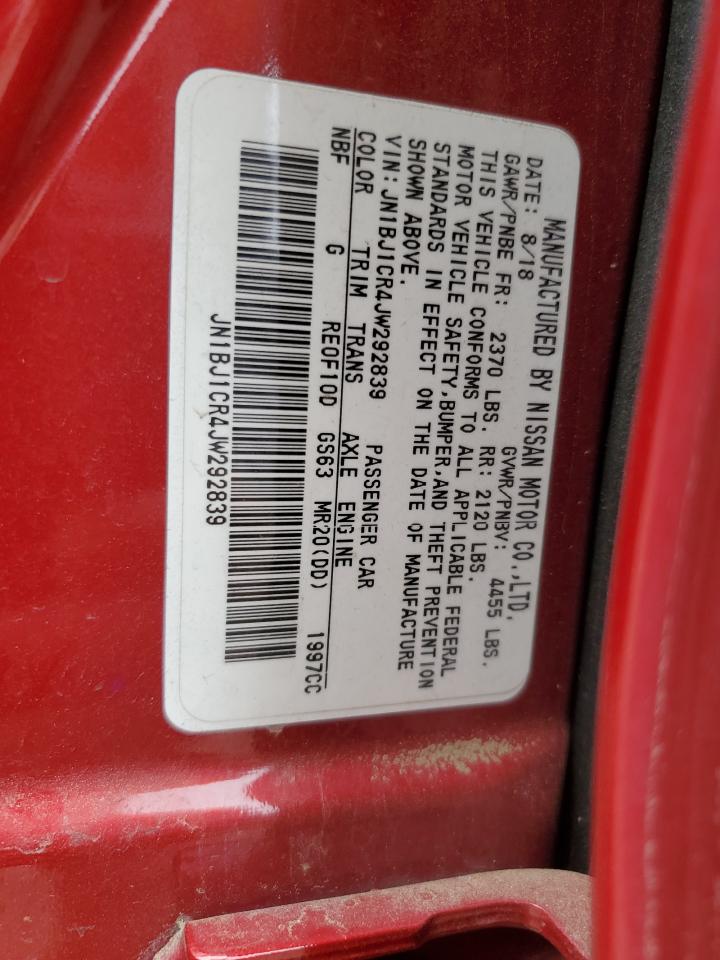 MANUFACTURED BY NISSAN MOTOR CO.,LTD.
DATE: 8/18 GVWR/PNBV: 4455 LBS.
GAWR/PNBE FR: 2370 LBS. RR: 2120 LBS.
THIS VEHICLE CONFORMS TO ALL APPLICABLE FEDERAL
MOTOR VEHICLE SAFETY,BUMPER,AND THEFT PREVENTION
STANDARDS IN EFFECT ON THE DATE OF MANUFACTURE
SHOWN ABOVE.
VIN:JN1BJ1CR4JW292839 PASSENGER CAR
COLOR TRIM TRANS AXLE ENGINE
NBF G RE0F10D GS63 MR20(DD) 1997CC
JN1BJ1CR4JW292839